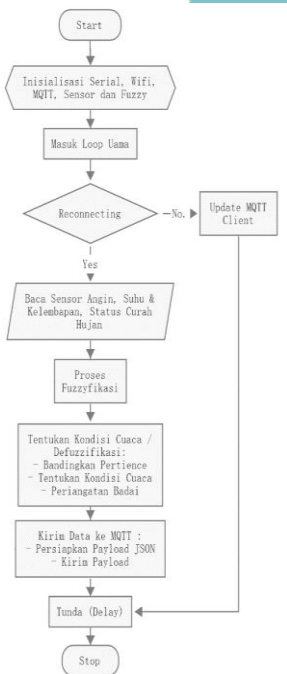 Start
Inisialisasi Serial, Wifi,
MQTT, Sensor dan Fuzzy
Masuk Loop Uama
Reconnecting
No.
Update MQTT
Client
Yes
Baca Sensor Angin, Suhu &
Kelembapan, Status Curah
Hujan
Proses
Fuzzyfikasi
Tentukan Kondisi Cuaca /
Defuzzifikasi:
- Bandingkan Pertience
- Tentukan Kondisi Cuaca
- Periangatan Badai
Kirim Data ke MQTT :
- Persiapkan Payload JSON
- Kirim Payload
Tunda (Delay)
Stop